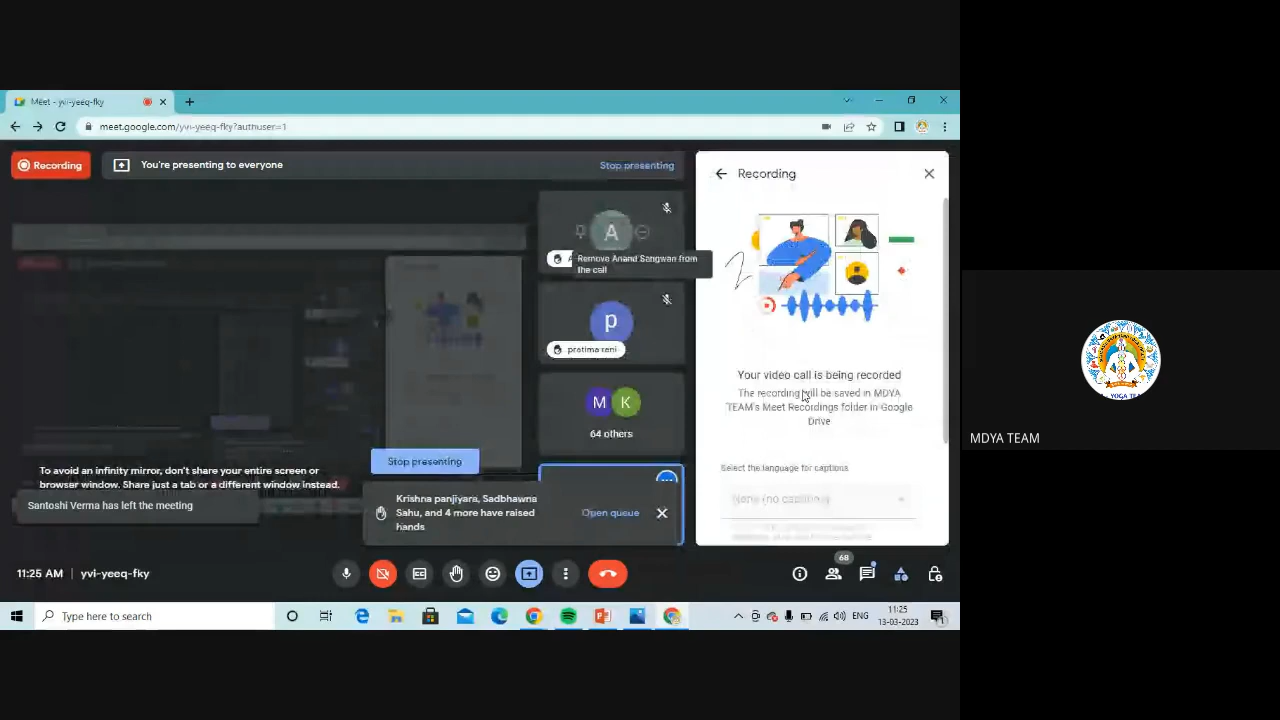 Meet - yvi-yeeq-fky
meet.google.com/yvi-yeeq-fky?authuser=1
Recording
You're presenting to everyone
Stop presenting
Recording
A
Remove Anand Sangwan from
the call
p
pratima rani
M K
64 others
Your video call is being recorded
The recording will be saved in MDYA
TEAM's Meet Recordings folder in Google
Drive
Select the language for captions
None (no captions)
Stop presenting
To avoid an infinity mirror, don't share your entire screen or
browser window. Share just a tab or a different window instead.
Santoshi Verma has left the meeting
Krishna panjiyara, Sadbhawna
Sahu, and 4 more have raised
hands
Open queue
11:25 AM | yvi-yeeq-fky
68
Type here to search
ENG
11:25
13-03-2023
1
MDYA TEAM